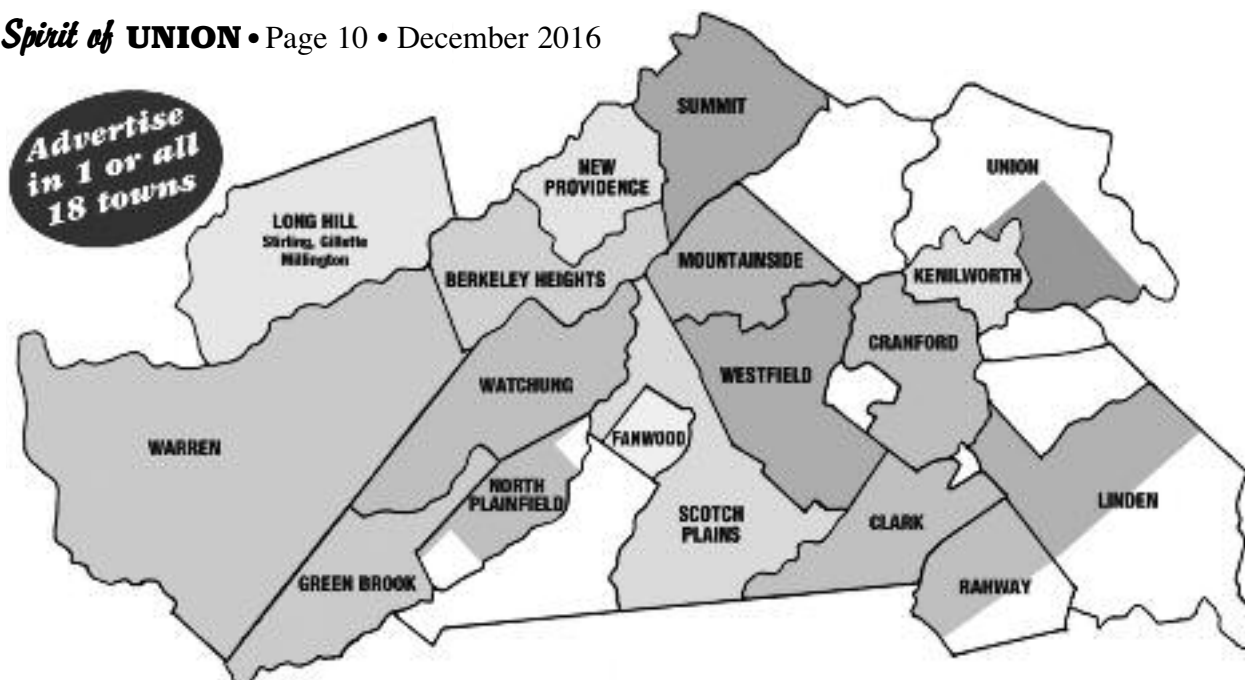 Spirit of UNION • Page 10 • December 2016
Advertise
in 1 or all
18 towns
SUMMIT
NEW
PROVIDENCE
UNION
LONG HILL
Stirling, Gillette
Millington
BERKELEY HEIGHTS
MOUNTAINSIDE
KENILWORTH
CRANFORD
WATCHUNG
WESTFIELD
WARREN
FANWOOD
NORTH
PLAINFIELD
SCOTCH
PLAINS
CLARK
LINDEN
GREEN BROOK
RAHWAY